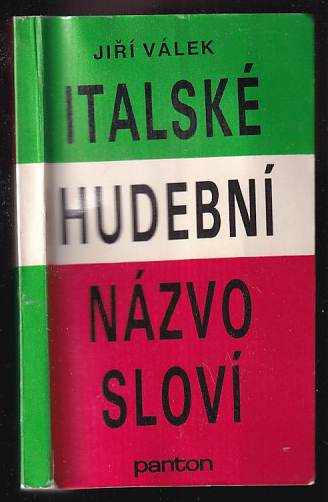 JIŘÍ VÁLEK
ITALSKÉ
HUDEBNÍ
NÁZVO
SLOVÍ
panton